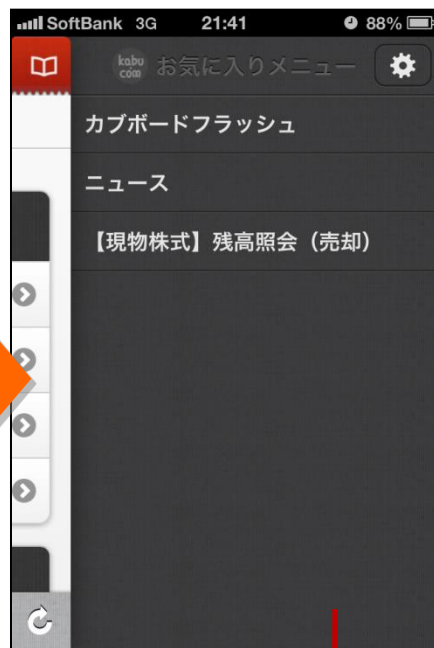 SoftBank 3G 21:41 88%
kabu
com
お気に入りメニュー
カブボードフラッシュ
ニュース
【現物株式】残高照会（売却）